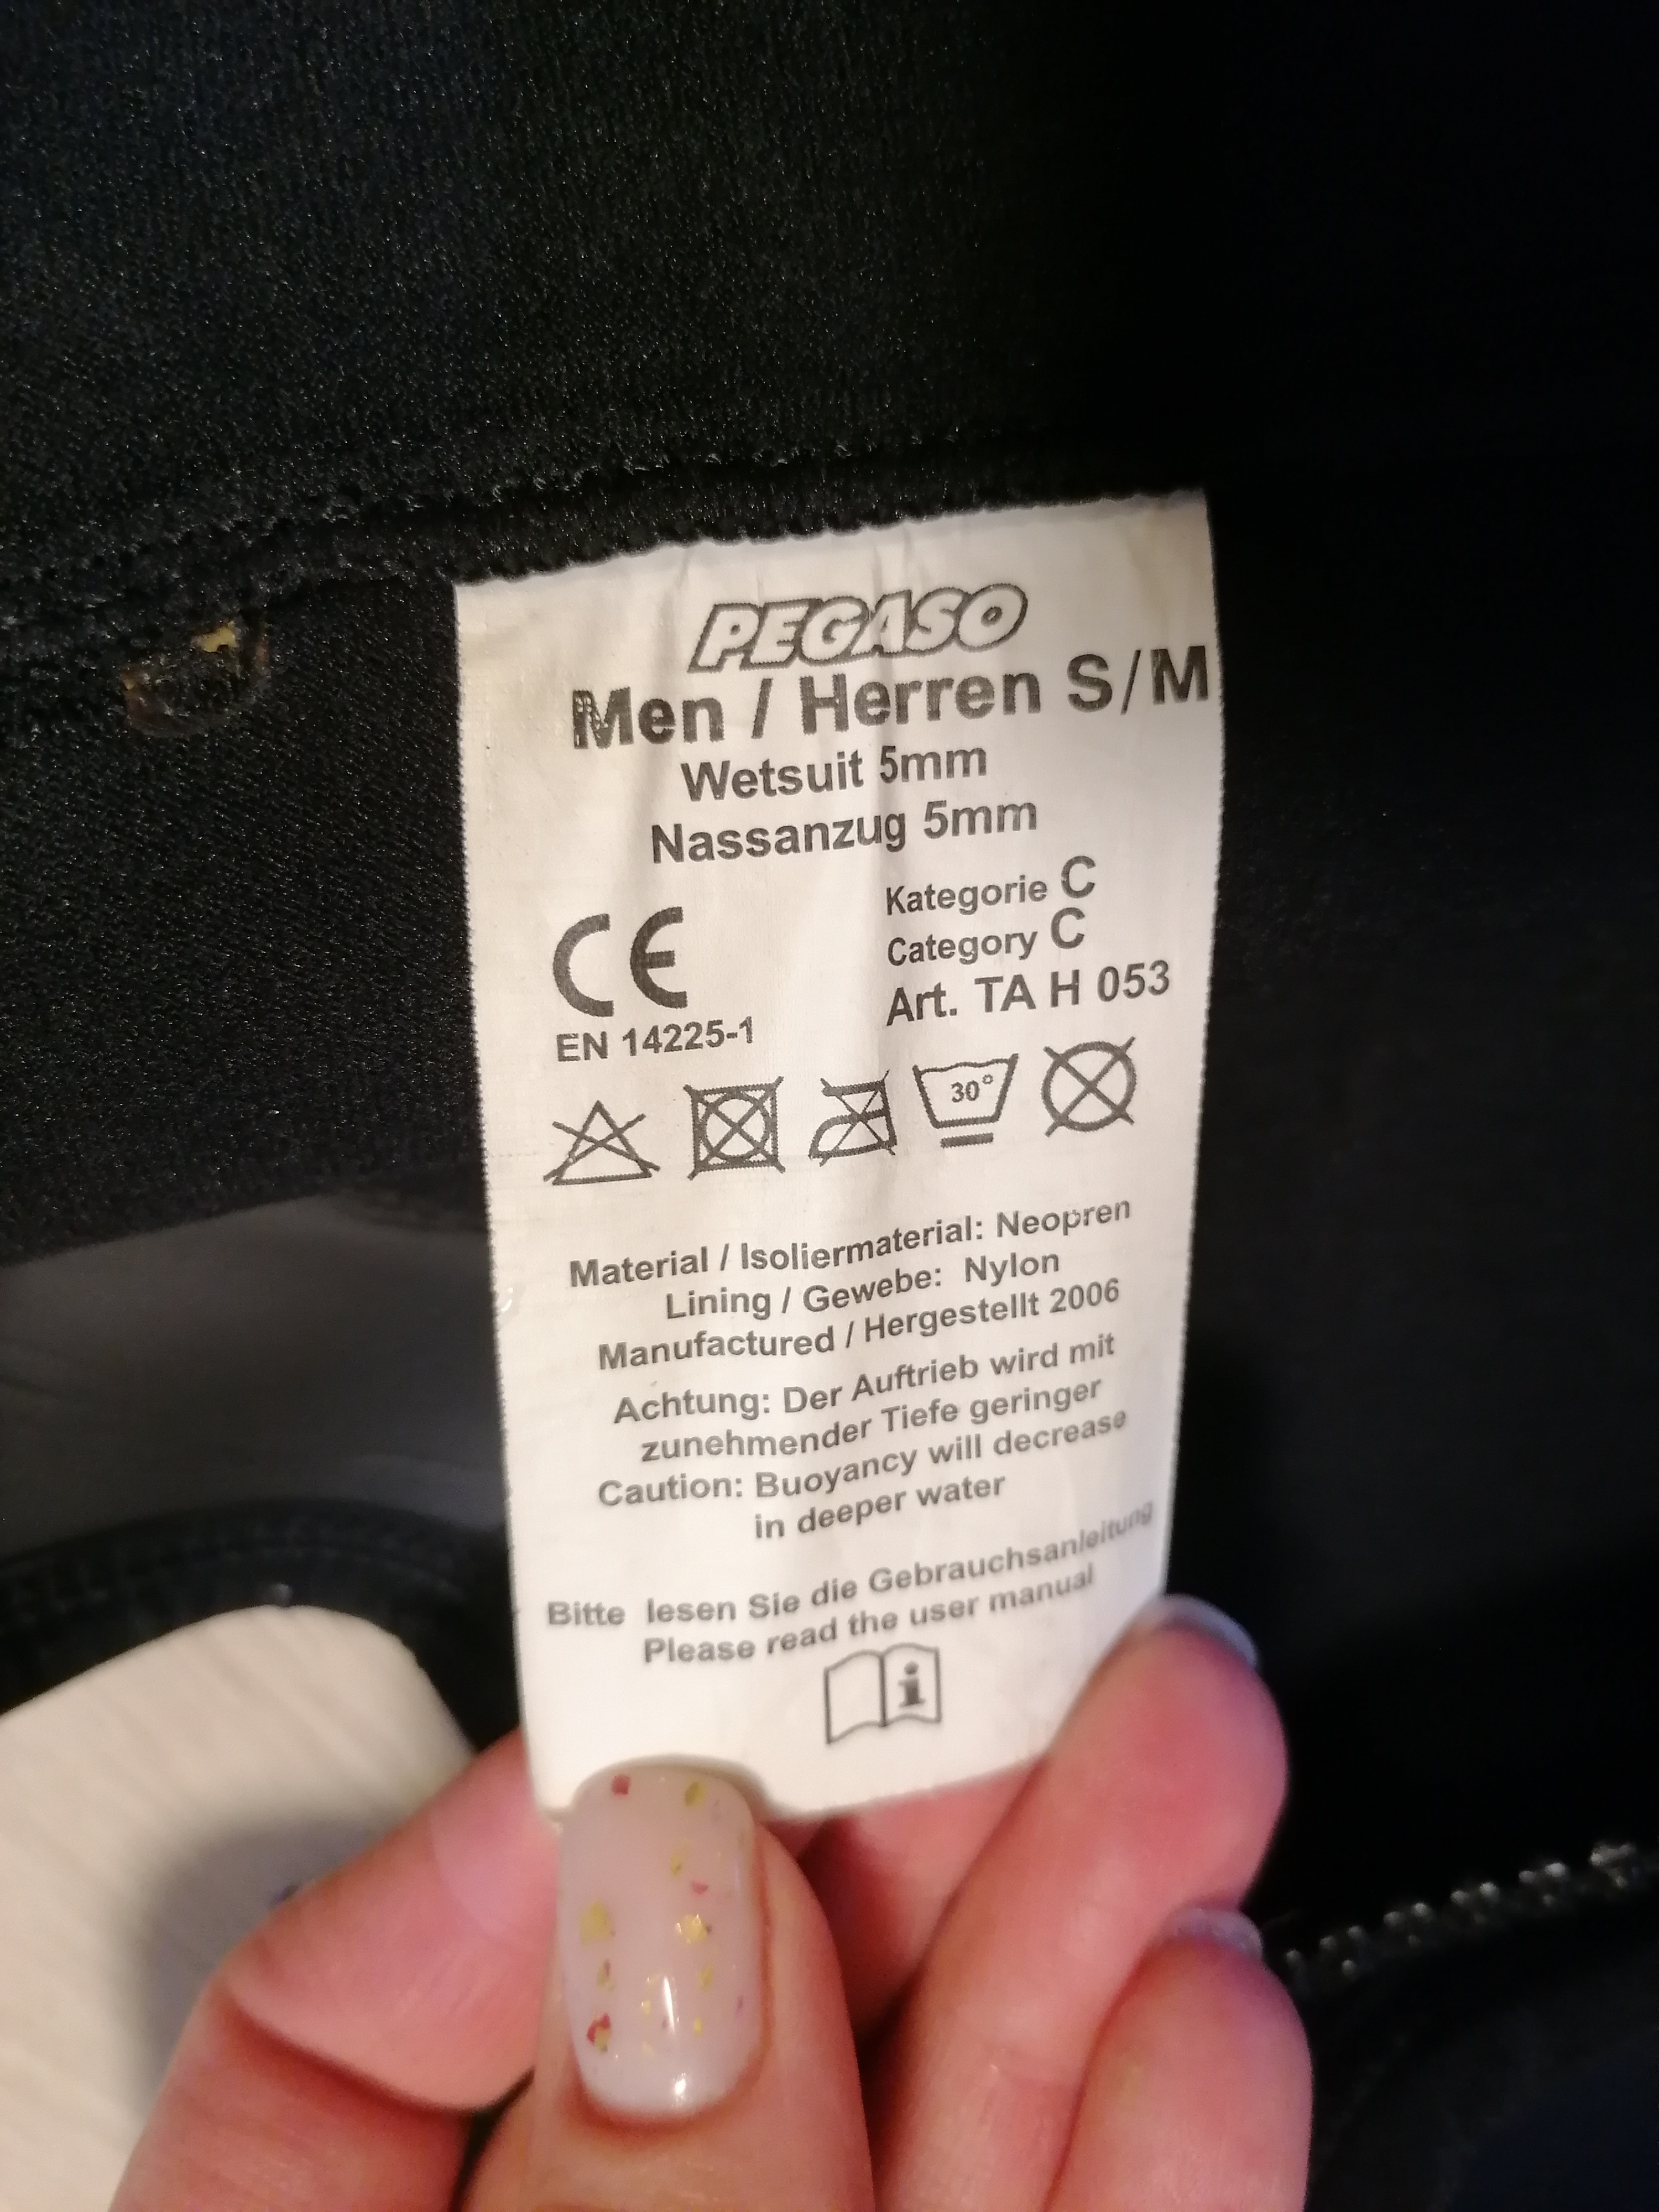 PEGASO
Men / Herren S/M
Wetsuit 5mm
Nassanzug 5mm
Kategorie C
Category C
Art. TA H 053
CE
EN 14225-1
30°
Material / Isoliermaterial: Neopren
Lining / Gewebe: Nylon
Manufactured / Hergestellt 2006
Achtung: Der Auftrieb wird mit
zunehmender Tiefe geringer
Caution: Buoyancy will decrease
in deeper water
Bitte lesen Sie die Gebrauchsanleitung
Please read the user manual
i